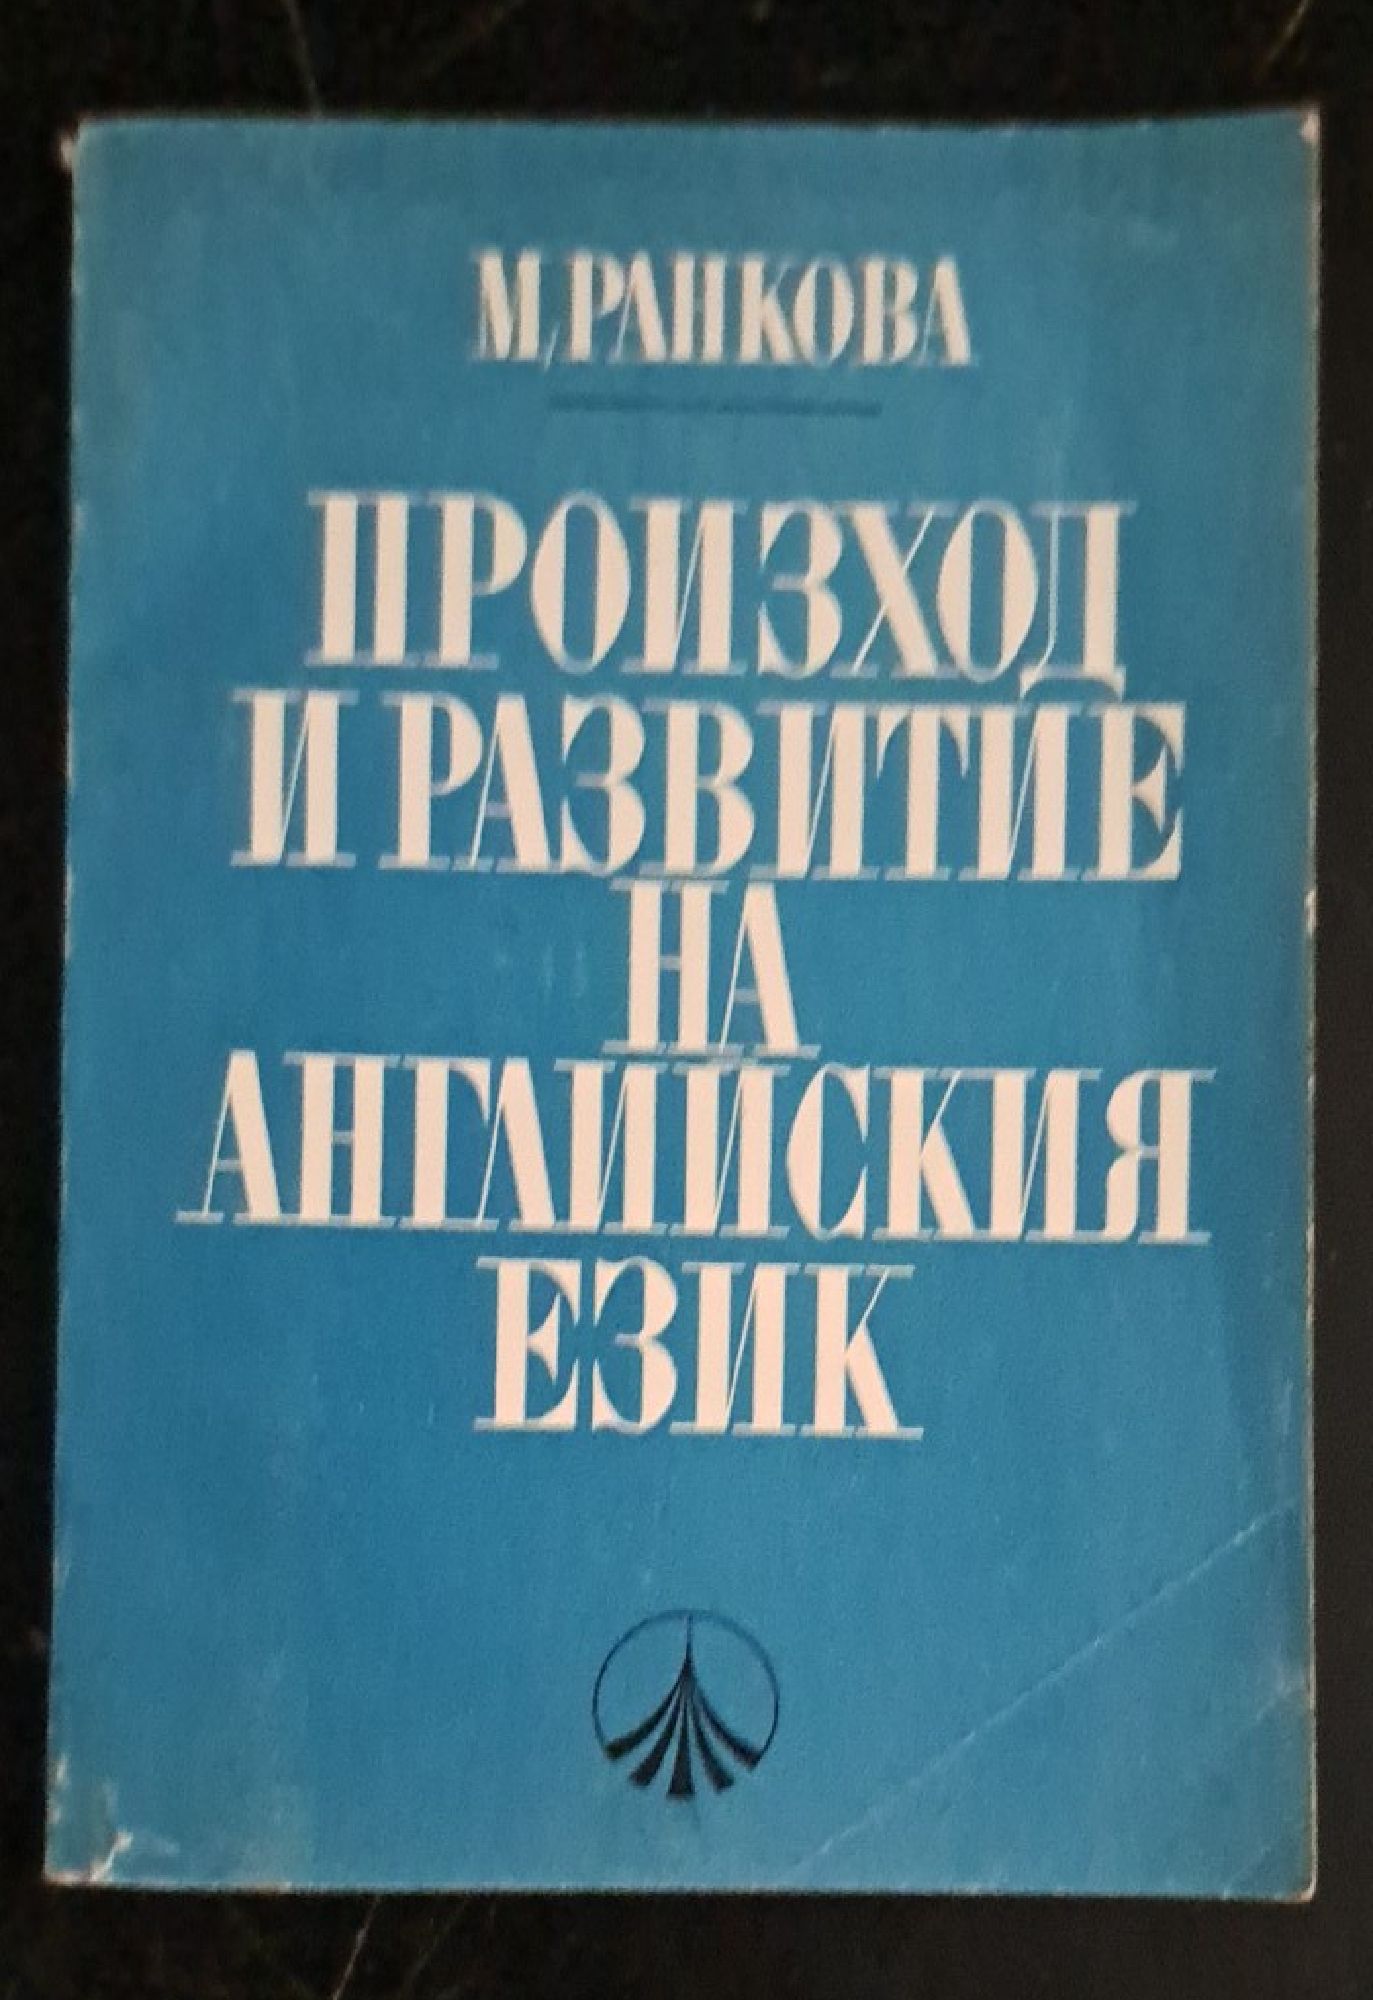 М. РАНКОВА
ПРОИЗХОД
И РАЗВИТИЕ
НА
АНГЛИЙСКИЯ
ЕЗИК